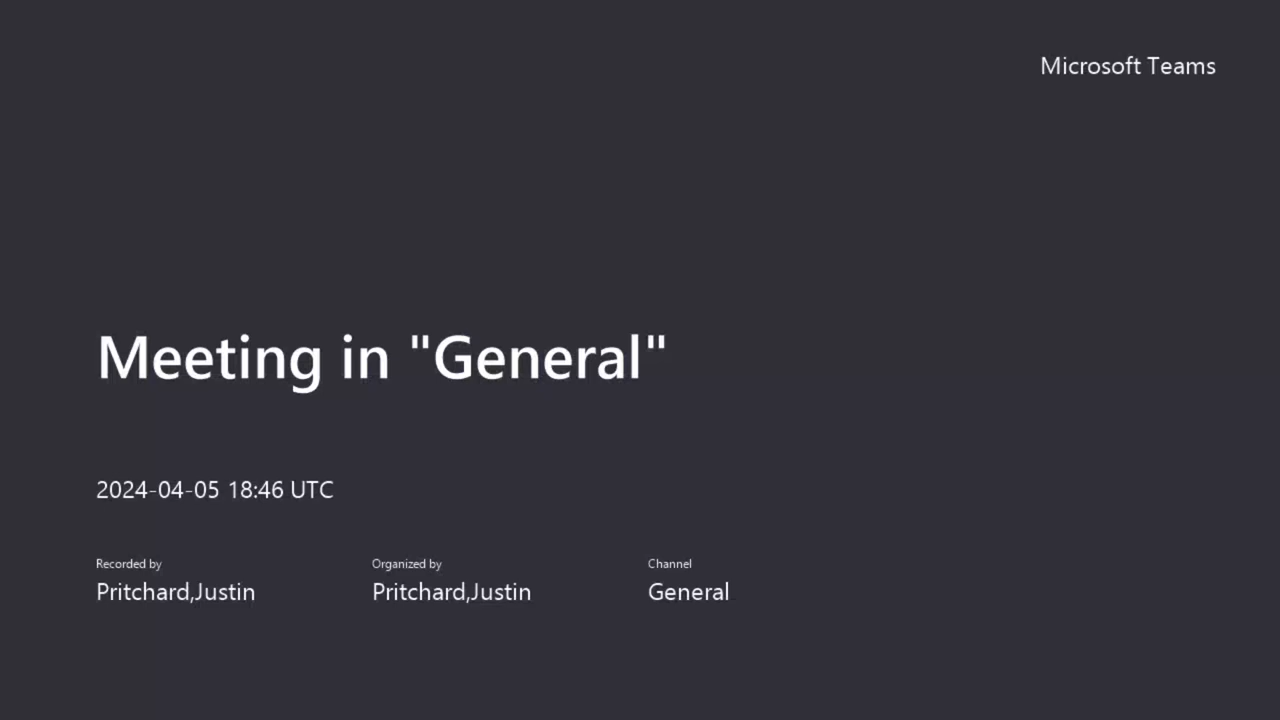 Microsoft Teams
Meeting in "General"
2024-04-05 18:46 UTC
Recorded by
Pritchard,Justin
Organized by
Pritchard,Justin
Channel
General